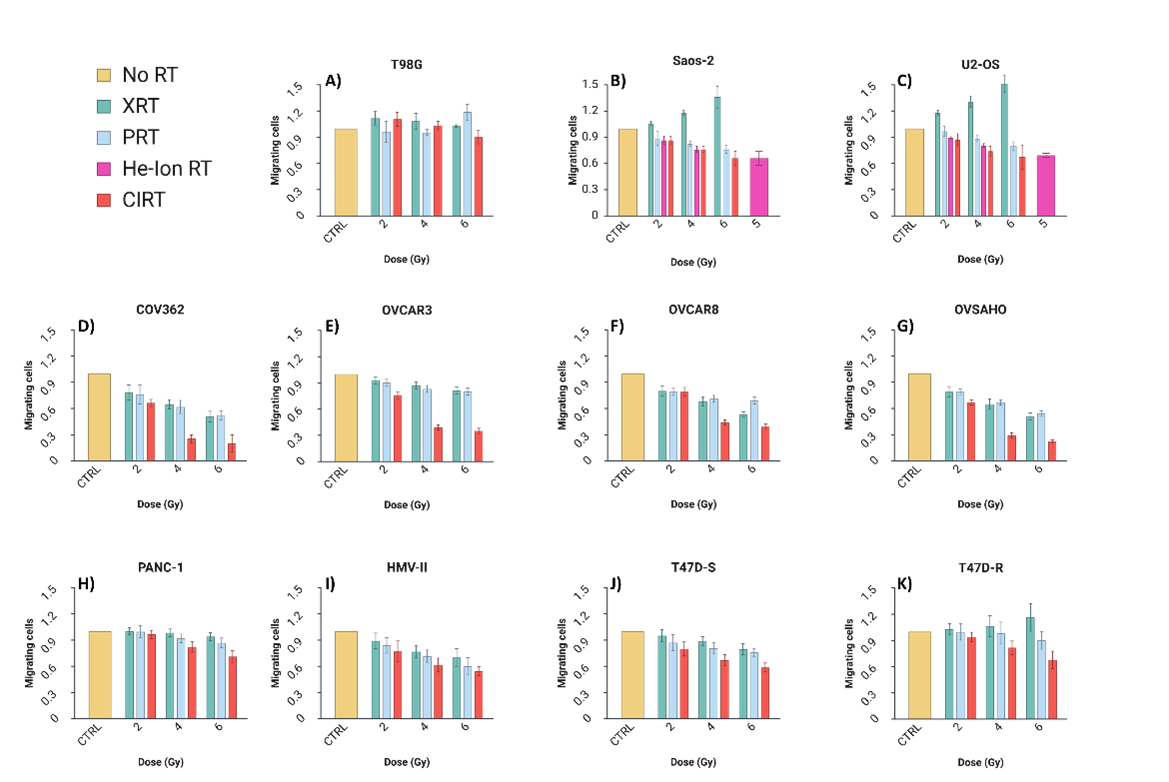 No RT
XRT
PRT
He-Ion RT
CIRT
A)
T98G
Migrating cells
1.5
1.2
0.9
0.6
0.3
0
CTRL 2 4 6
Dose (Gy)
B)
Saos-2
Migrating cells
1.5
1.2
0.9
0.6
0.3
0
CTRL 2 4 6 5
Dose (Gy)
C)
U2-OS
Migrating cells
1.5
1.2
0.9
0.6
0.3
0
CTRL 2 4 6 5
Dose (Gy)
D)
COV362
Migrating cells
1.5
1.2
0.9
0.6
0.3
0
CTRL 2 4 6
Dose (Gy)
E)
OVCAR3
Migrating cells
1.5
1.2
0.9
0.6
0.3
0
CTRL 2 4 6
Dose (Gy)
F)
OVCAR8
Migrating cells
1.5
1.2
0.9
0.6
0.3
0
CTRL 2 4 6
Dose (Gy)
G)
OVSAHO
Migrating cells
1.5
1.2
0.9
0.6
0.3
0
CTRL 2 4 6
Dose (Gy)
H)
PANC-1
Migrating cells
1.5
1.2
0.9
0.6
0.3
0
CTRL 2 4 6
Dose (Gy)
I)
HMV-II
Migrating cells
1.5
1.2
0.9
0.6
0.3
0
CTRL 2 4 6
Dose (Gy)
J)
T47D-S
Migrating cells
1.5
1.2
0.9
0.6
0.3
0
CTRL 2 4 6
Dose (Gy)
K)
T47D-R
Migrating cells
1.5
1.2
0.9
0.6
0.3
0
CTRL 2 4 6
Dose (Gy)